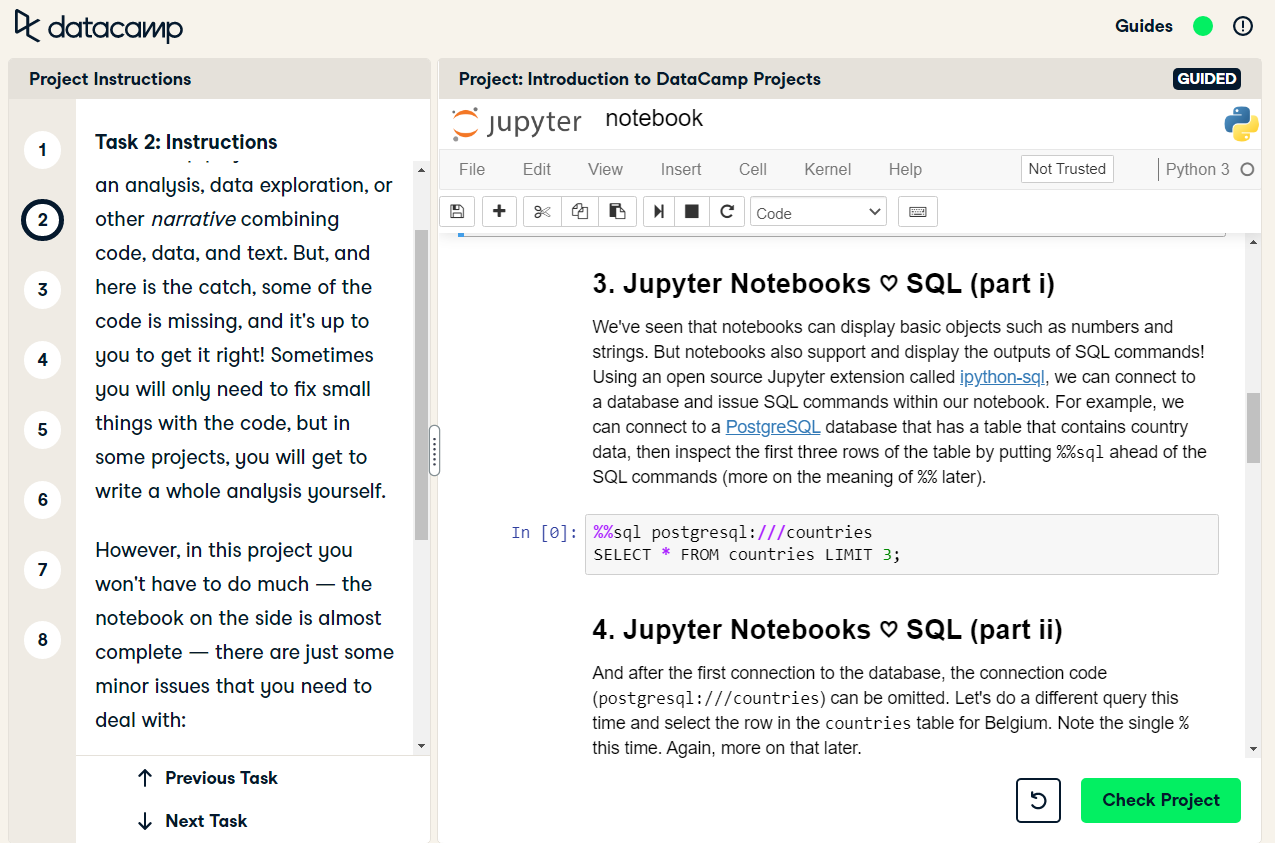 datacamp
Guides
Project Instructions
Project: Introduction to DataCamp Projects
GUIDED
1
2
3
4
5
6
7
8
Task 2: Instructions
an analysis, data exploration, or
other narrative combining
code, data, and text. But, and
here is the catch, some of the
code is missing, and it's up to
you to get it right! Sometimes
you will only need to fix small
things with the code, but in
some projects, you will get to
write a whole analysis yourself.
However, in this project you
won't have to do much — the
notebook on the side is almost
complete — there are just some
minor issues that you need to
deal with:
Previous Task
Next Task
jupyter notebook
File Edit View Insert Cell Kernel Help Not Trusted Python 3
Code
3. Jupyter Notebooks ♡ SQL (part i)
We've seen that notebooks can display basic objects such as numbers and
strings. But notebooks also support and display the outputs of SQL commands!
Using an open source Jupyter extension called ipython-sql, we can connect to
a database and issue SQL commands within our notebook. For example, we
can connect to a PostgreSQL database that has a table that contains country
data, then inspect the first three rows of the table by putting %%sql ahead of the
SQL commands (more on the meaning of %% later).
In [0]:
%%sql postgresql:///countries
SELECT * FROM countries LIMIT 3;
4. Jupyter Notebooks ♡ SQL (part ii)
And after the first connection to the database, the connection code
(postgresql:///countries) can be omitted. Let's do a different query this
time and select the row in the countries table for Belgium. Note the single %
this time. Again, more on that later.
Check Project